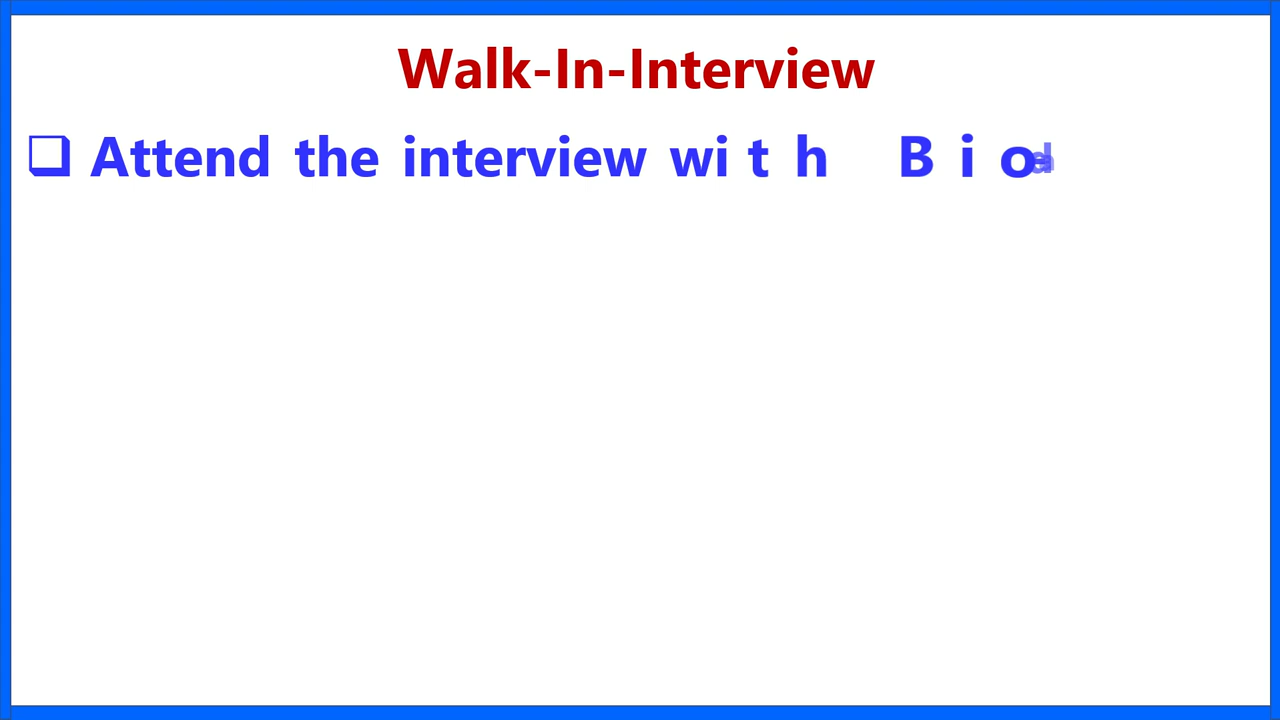 Walk-In-Interview
❑ Attend the interview with Bio